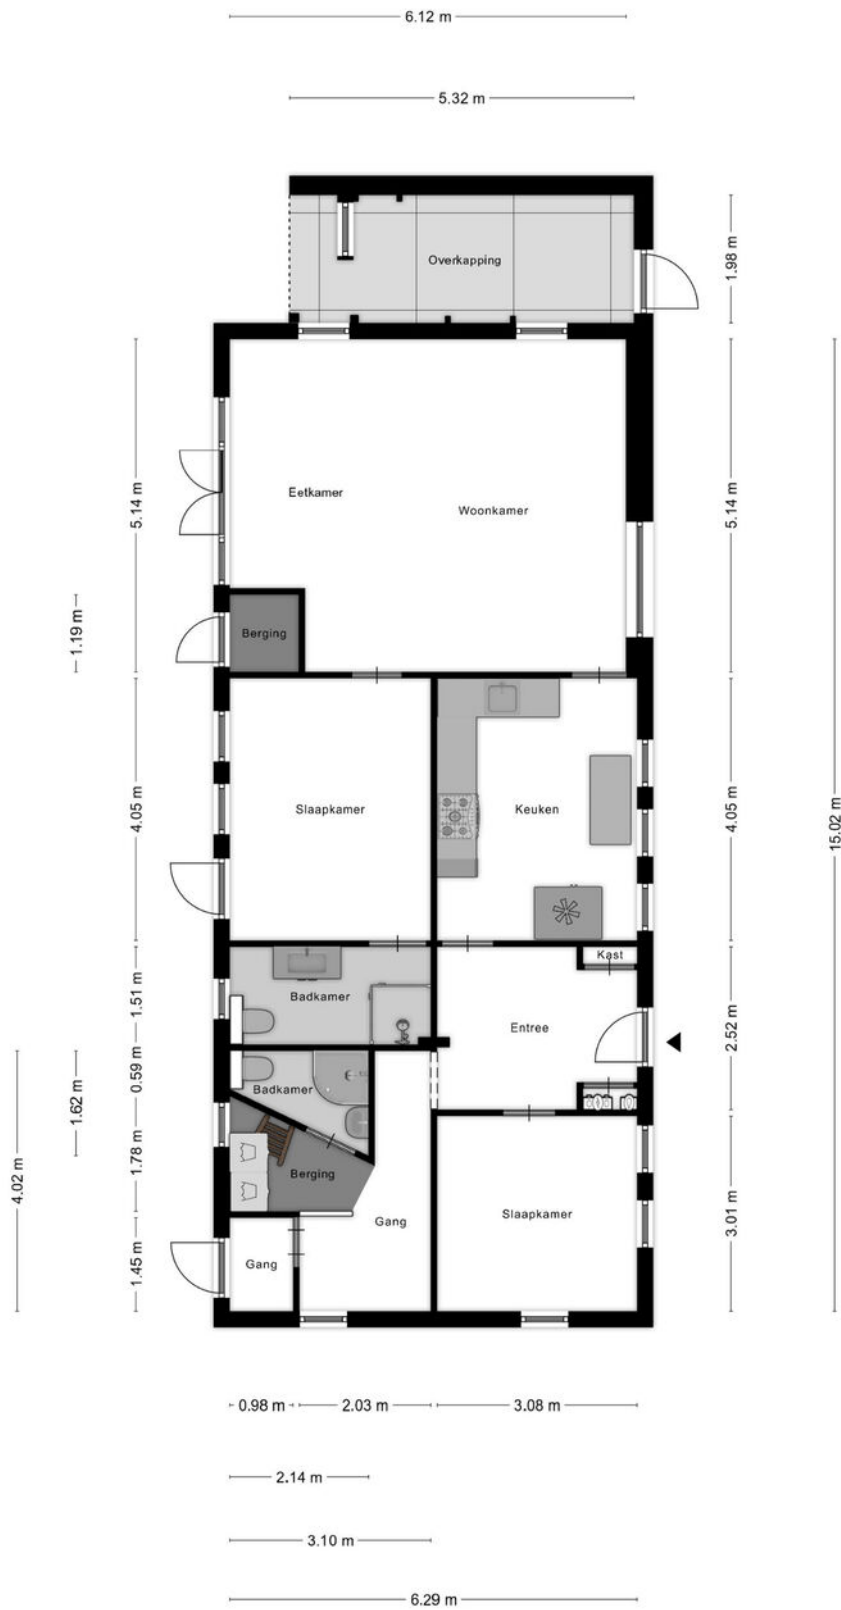 6.12 m
5.32 m
Overkapping
1.98 m
Eetkamer
Woonkamer
5.14 m
5.14 m
1.19 m
Berging
Slaapkamer
Keuken
4.05 m
4.05 m
15.02 m
Kast
Badkamer
1.51 m
Entree
2.52 m
0.59 m
Badkamer
1.62 m
1.78 m
Berging
4.02 m
Slaapkamer
Gang
3.01 m
Gang
1.45 m
0.98 m
2.03 m
3.08 m
2.14 m
3.10 m
6.29 m